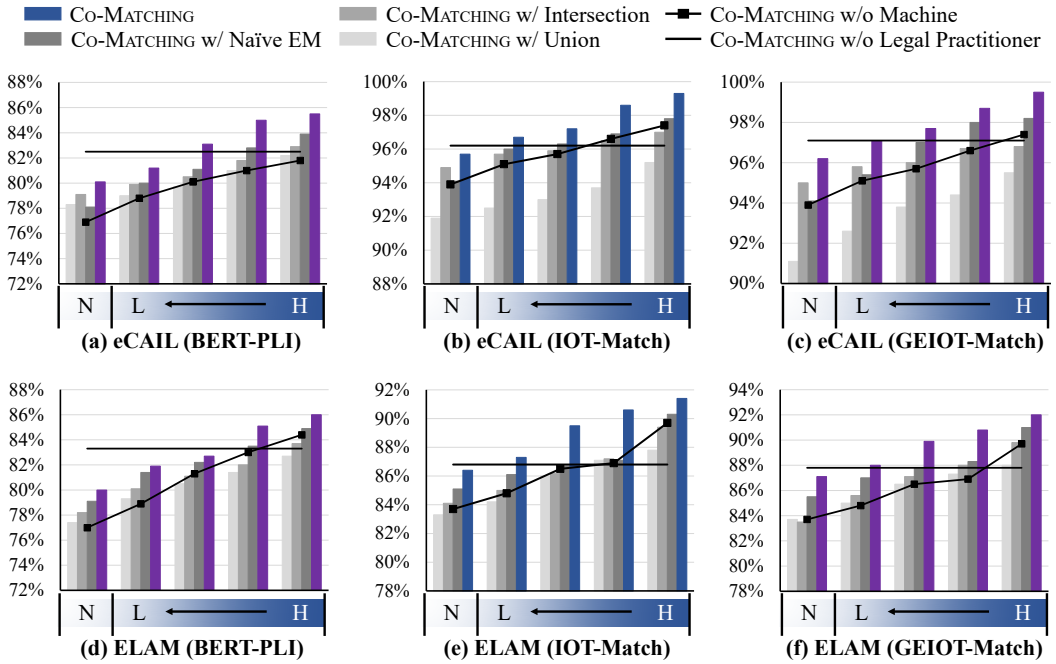 CO-MATCHING
CO-MATCHING W/ Intersection
CO-MATCHING w/o Machine
CO-MATCHING W/ Naïve EM
CO-MATCHING W/ Union
CO-MATCHING w/o Legal Practitioner
88%
86%
84%
82%
80%
78%
76%
74%
72%
N L H
(a) eCAIL (BERT-PLI)
100%
98%
96%
94%
92%
90%
88%
N L H
(b) eCAIL (IOT-Match)
100%
98%
96%
94%
92%
90%
N L H
(c) eCAIL (GEIOT-Match)
88%
86%
84%
82%
80%
78%
76%
74%
72%
N L H
(d) ELAM (BERT-PLI)
92%
90%
88%
86%
84%
82%
80%
78%
N L H
(e) ELAM (IOT-Match)
94%
92%
90%
88%
86%
84%
82%
80%
78%
N L H
(f) ELAM (GEIOT-Match)